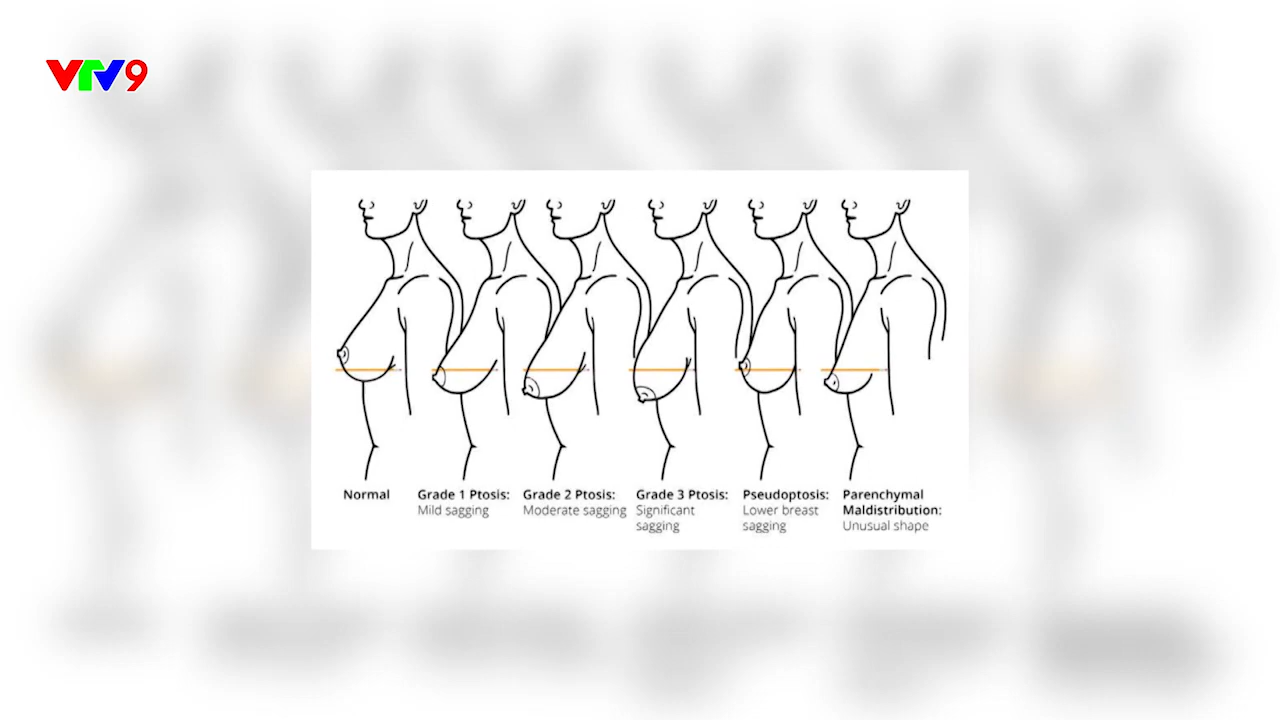 VTV9
Normal
Grade 1 Ptosis:
Mild sagging
Grade 2 Ptosis:
Moderate sagging
Grade 3 Ptosis:
Significant
sagging
Pseudoptosis:
Lower breast
sagging
Parenchymal
Maldistribution:
Unusual shape